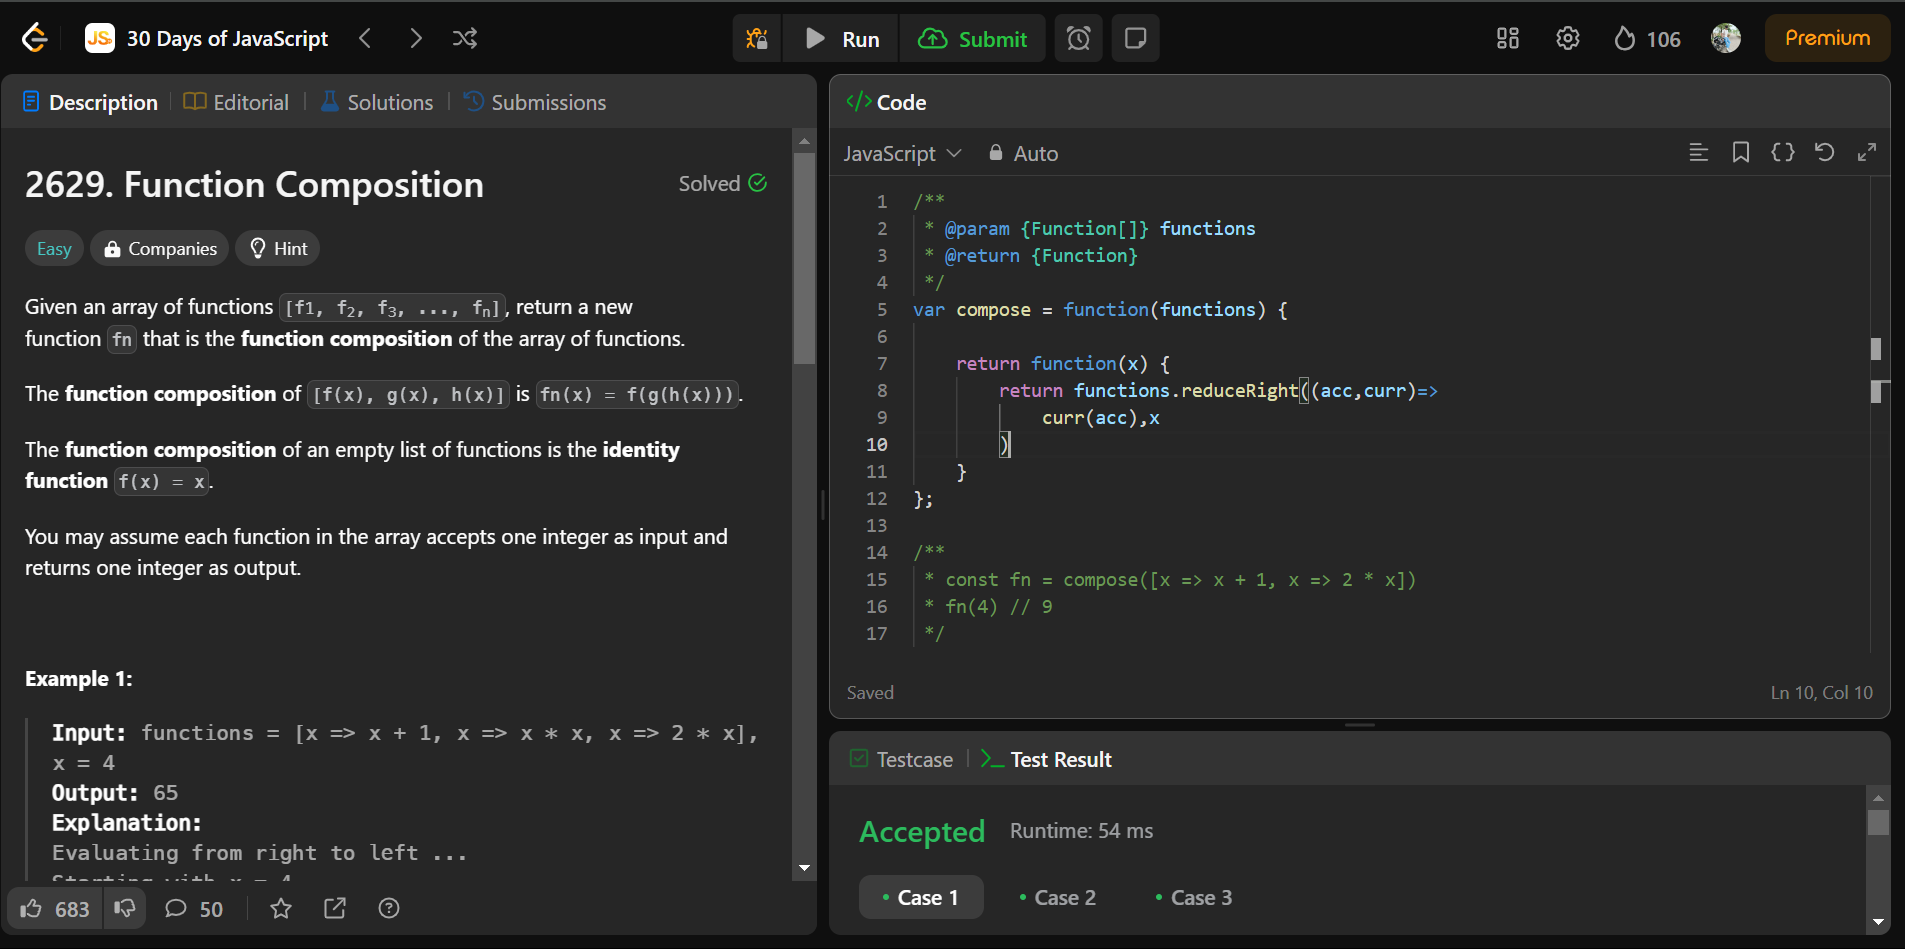 JS 30 Days of JavaScript
Run
Submit
106
Premium
Description
Editorial
Solutions
Submissions
2629. Function Composition
Solved
Easy
Companies
Hint
Given an array of functions [f1, f2, f3, ..., fn], return a new
function fn that is the function composition of the array of functions.
The function composition of [f(x), g(x), h(x)] is fn(x) = f(g(h(x))).
The function composition of an empty list of functions is the identity
function f(x) = x.
You may assume each function in the array accepts one integer as input and
returns one integer as output.
Example 1:
Input: functions = [x => x + 1, x => x * x, x => 2 * x],
x = 4
Output: 65
Explanation:
Evaluating from right to left ...
Starting with x = 4
683
50
</> Code
JavaScript
Auto
1 /**
2 * @param {Function[]} functions
3 * @return {Function}
4 */
5 var compose = function(functions) {
6
7 return function(x) {
8 return functions.reduceRight((acc,curr)=>
9 curr(acc),x
10 )
11 }
12 };
13
14 /**
15 * const fn = compose([x => x + 1, x => 2 * x])
16 * fn(4) // 9
17 */
Saved
Ln 10, Col 10
Testcase
Test Result
Accepted
Runtime: 54 ms
• Case 1
• Case 2
• Case 3